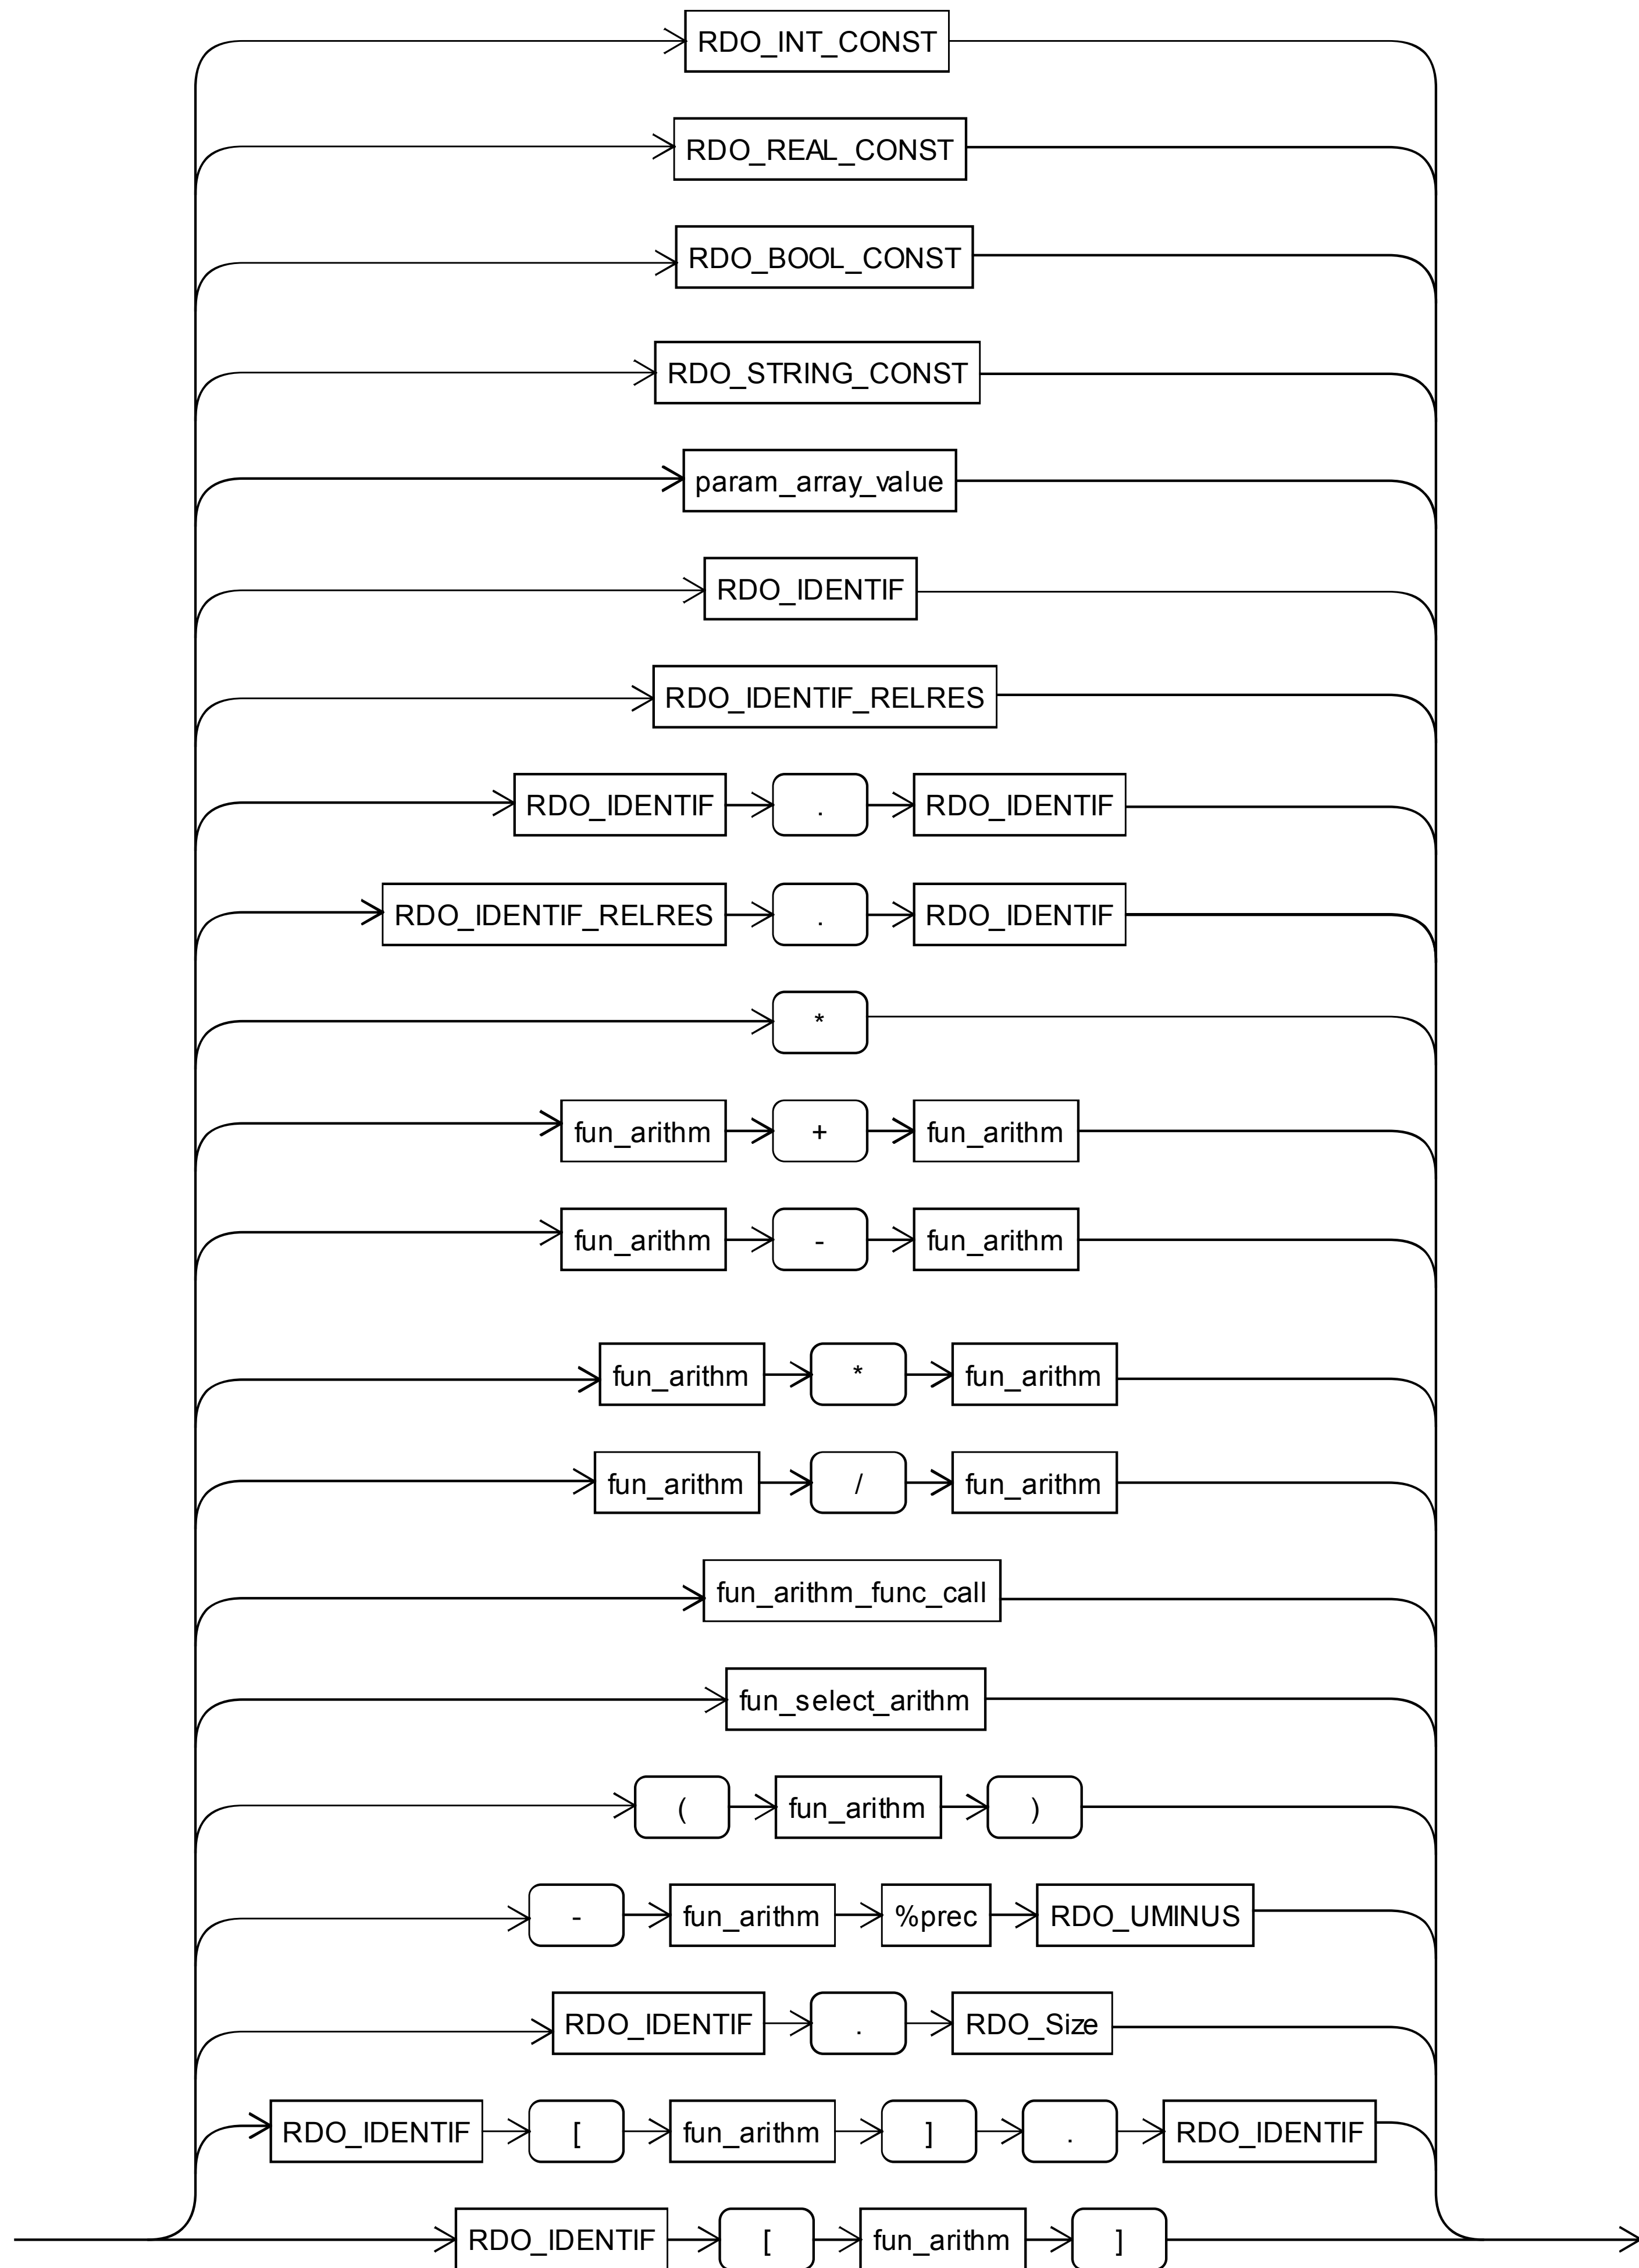 RDO_INT_CONST
RDO_REAL_CONST
RDO_BOOL_CONST
RDO_STRING_CONST
param_array_value
RDO_IDENTIF
RDO_IDENTIF_RELRES
RDO_IDENTIF . RDO_IDENTIF
RDO_IDENTIF_RELRES . RDO_IDENTIF
*
fun_arithm + fun_arithm
fun_arithm - fun_arithm
fun_arithm * fun_arithm
fun_arithm / fun_arithm
fun_arithm_func_call
fun_select_arithm
( fun_arithm )
- fun_arithm %prec RDO_UMINUS
RDO_IDENTIF . RDO_Size
RDO_IDENTIF [ fun_arithm ] . RDO_IDENTIF
RDO_IDENTIF [ fun_arithm ]